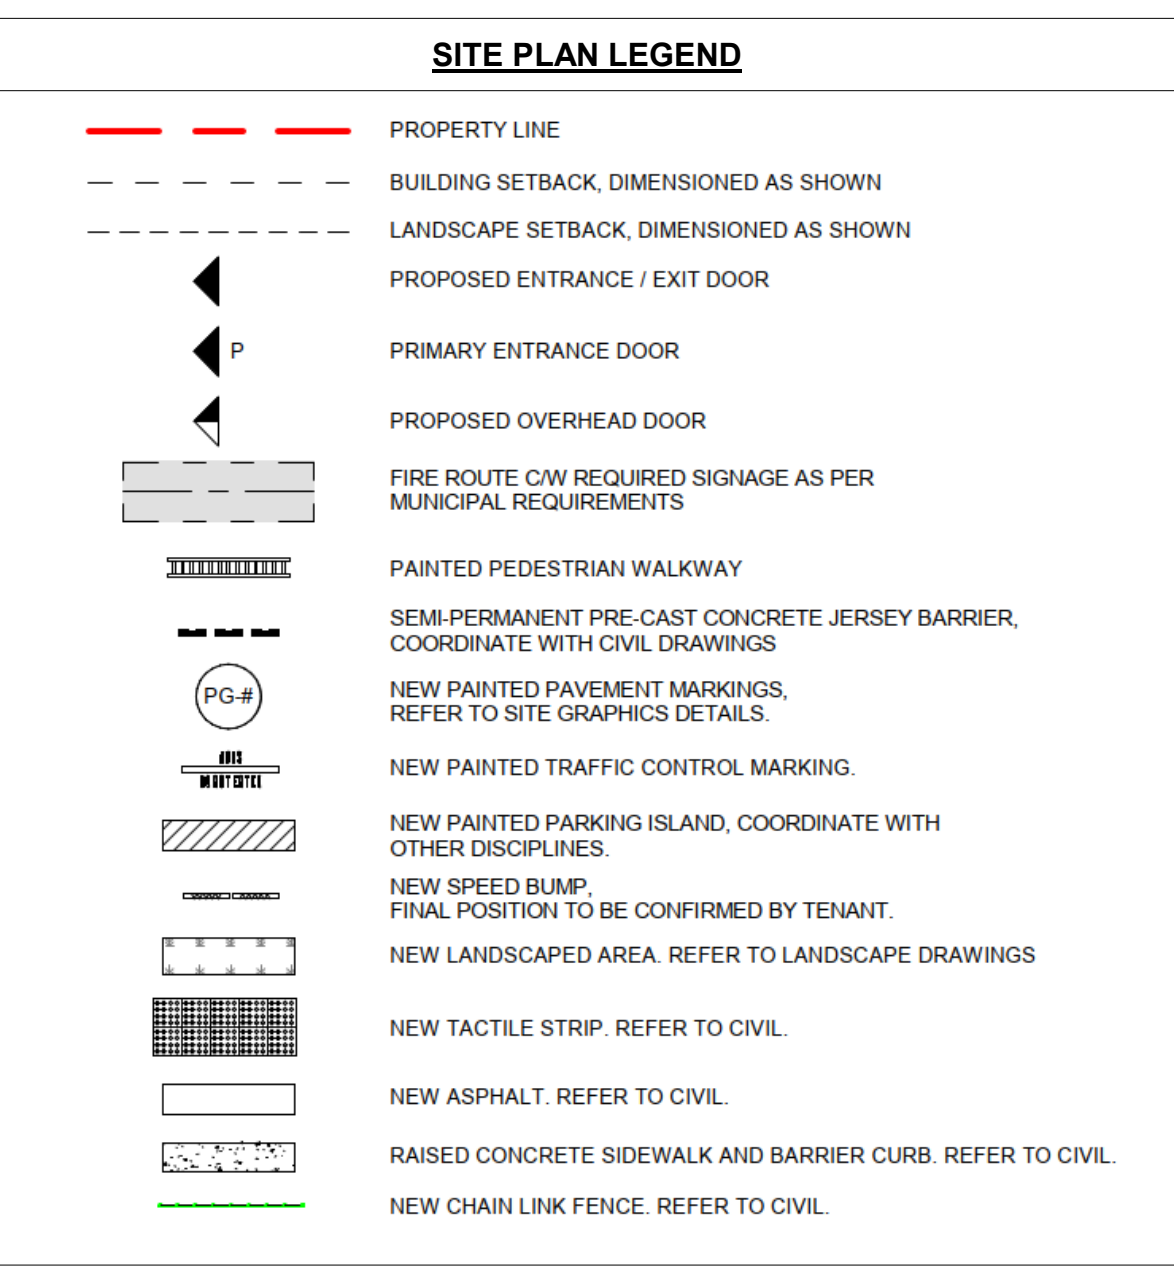 SITE PLAN LEGEND
PROPERTY LINE
BUILDING SETBACK, DIMENSIONED AS SHOWN
LANDSCAPE SETBACK, DIMENSIONED AS SHOWN
PROPOSED ENTRANCE / EXIT DOOR
P
PRIMARY ENTRANCE DOOR
PROPOSED OVERHEAD DOOR
FIRE ROUTE C/W REQUIRED SIGNAGE AS PER
MUNICIPAL REQUIREMENTS
PAINTED PEDESTRIAN WALKWAY
SEMI-PERMANENT PRE-CAST CONCRETE JERSEY BARRIER,
COORDINATE WITH CIVIL DRAWINGS
PG-#
NEW PAINTED PAVEMENT MARKINGS,
REFER TO SITE GRAPHICS DETAILS.
NEW PAINTED TRAFFIC CONTROL MARKING.
NEW PAINTED PARKING ISLAND, COORDINATE WITH
OTHER DISCIPLINES.
NEW SPEED BUMP,
FINAL POSITION TO BE CONFIRMED BY TENANT.
NEW LANDSCAPED AREA. REFER TO LANDSCAPE DRAWINGS
NEW TACTILE STRIP. REFER TO CIVIL.
NEW ASPHALT. REFER TO CIVIL.
RAISED CONCRETE SIDEWALK AND BARRIER CURB. REFER TO CIVIL.
NEW CHAIN LINK FENCE. REFER TO CIVIL.